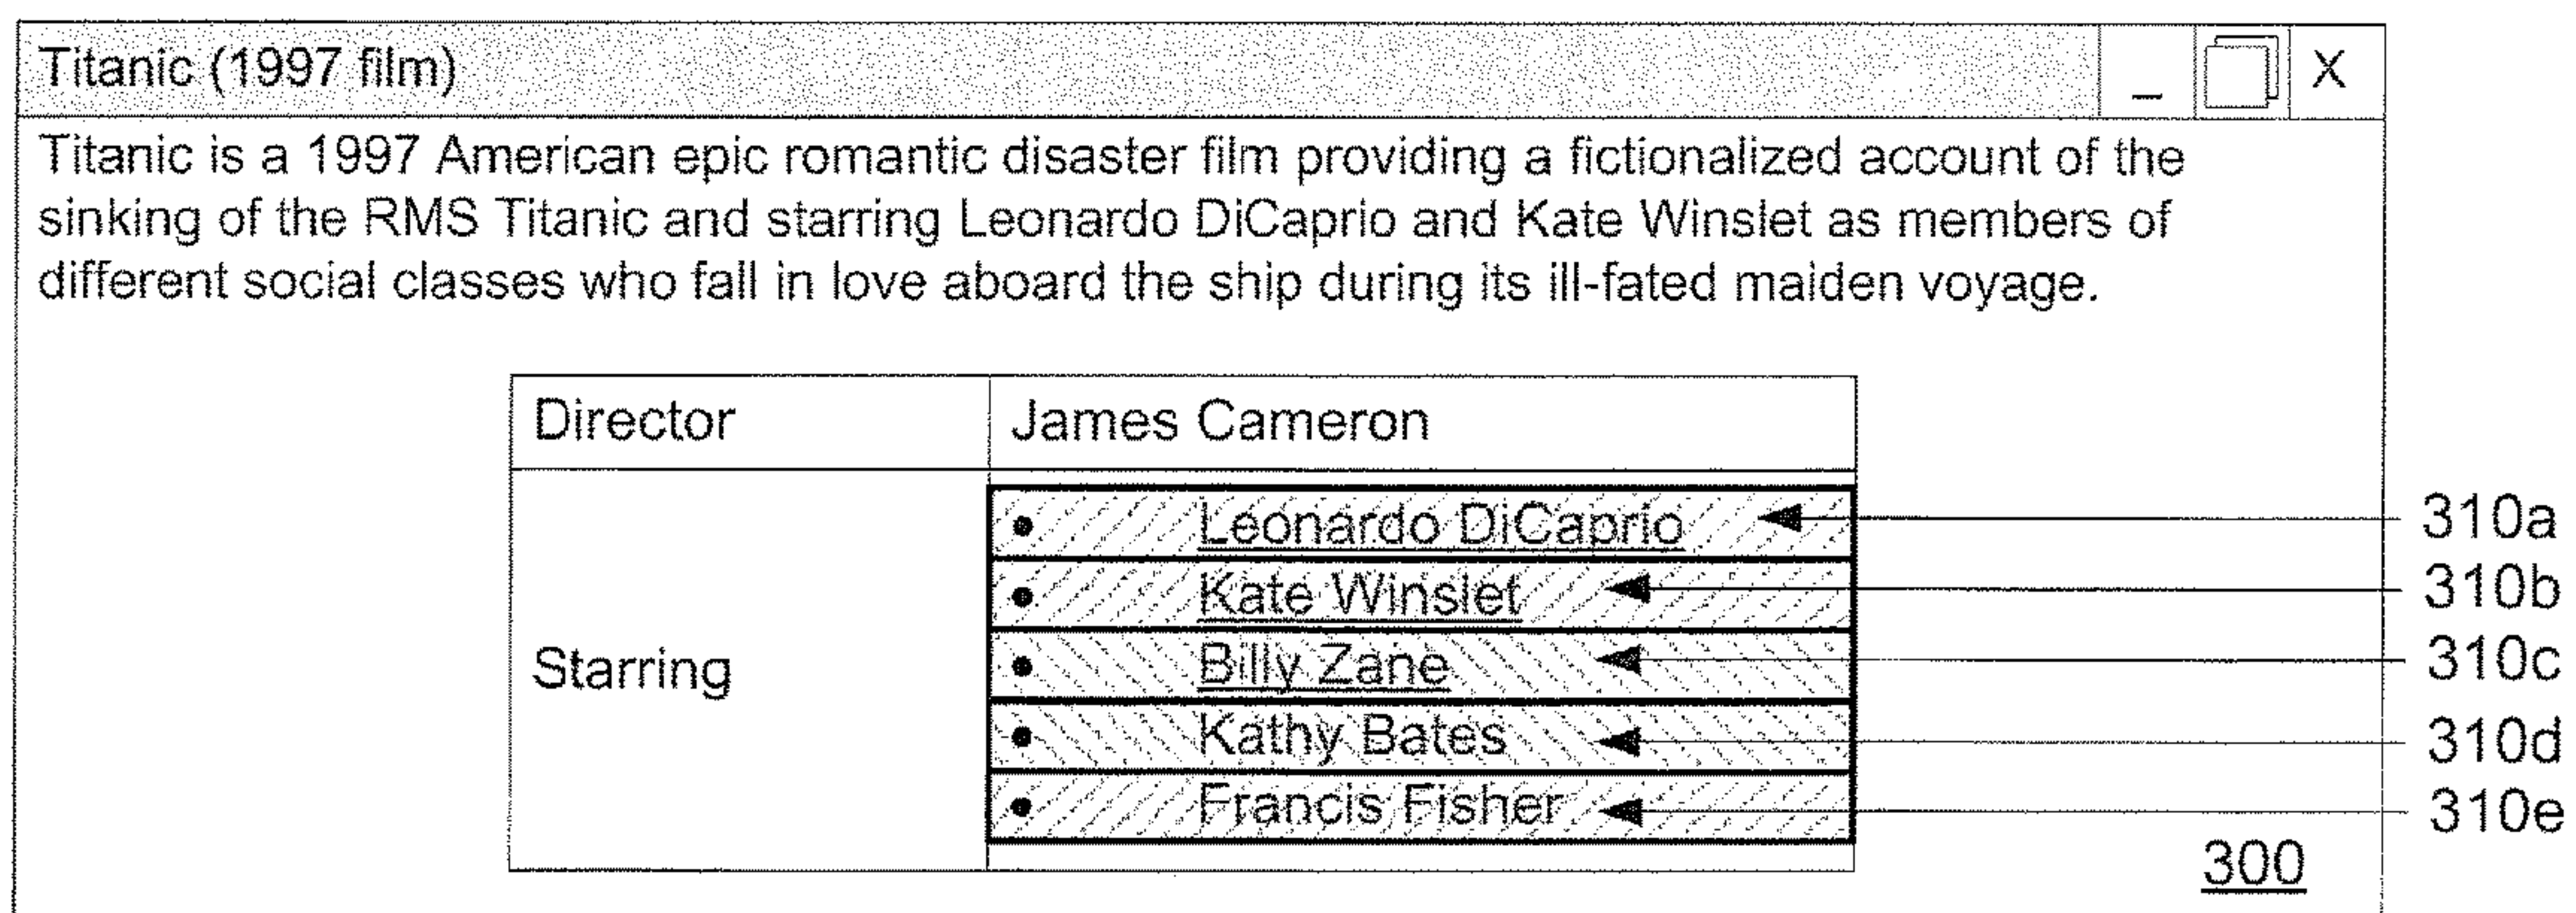 Titanic (1997 film) _ X
Titanic is a 1997 American epic romantic disaster film providing a fictionalized account of the
sinking of the RMS Titanic and starring Leonardo DiCaprio and Kate Winslet as members of
different social classes who fall in love aboard the ship during its ill-fated maiden voyage.
Director James Cameron
• Leonardo DiCaprio 310a
• Kate Winslet 310b
Starring • Billy Zane 310c
• Kathy Bates 310d
• Francis Fisher 310e
300